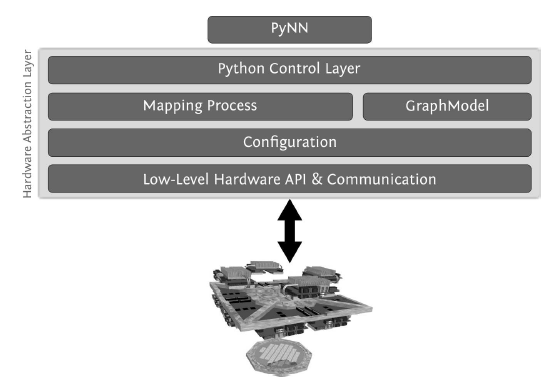 PyNN
Hardware Abstraction Layer
Python Control Layer
Mapping Process
GraphModel
Configuration
Low-Level Hardware API & Communication